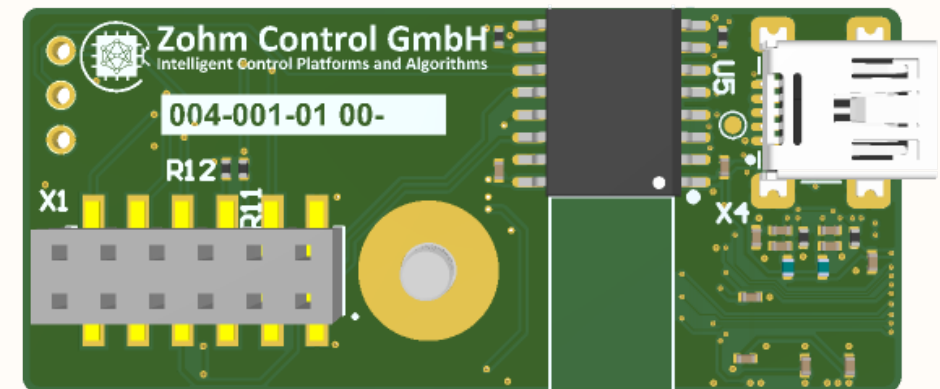 Zohm Control GmbH
Intelligent Control Platforms and Algorithms
004-001-01 00-
U5
R12
X1
R11
X4